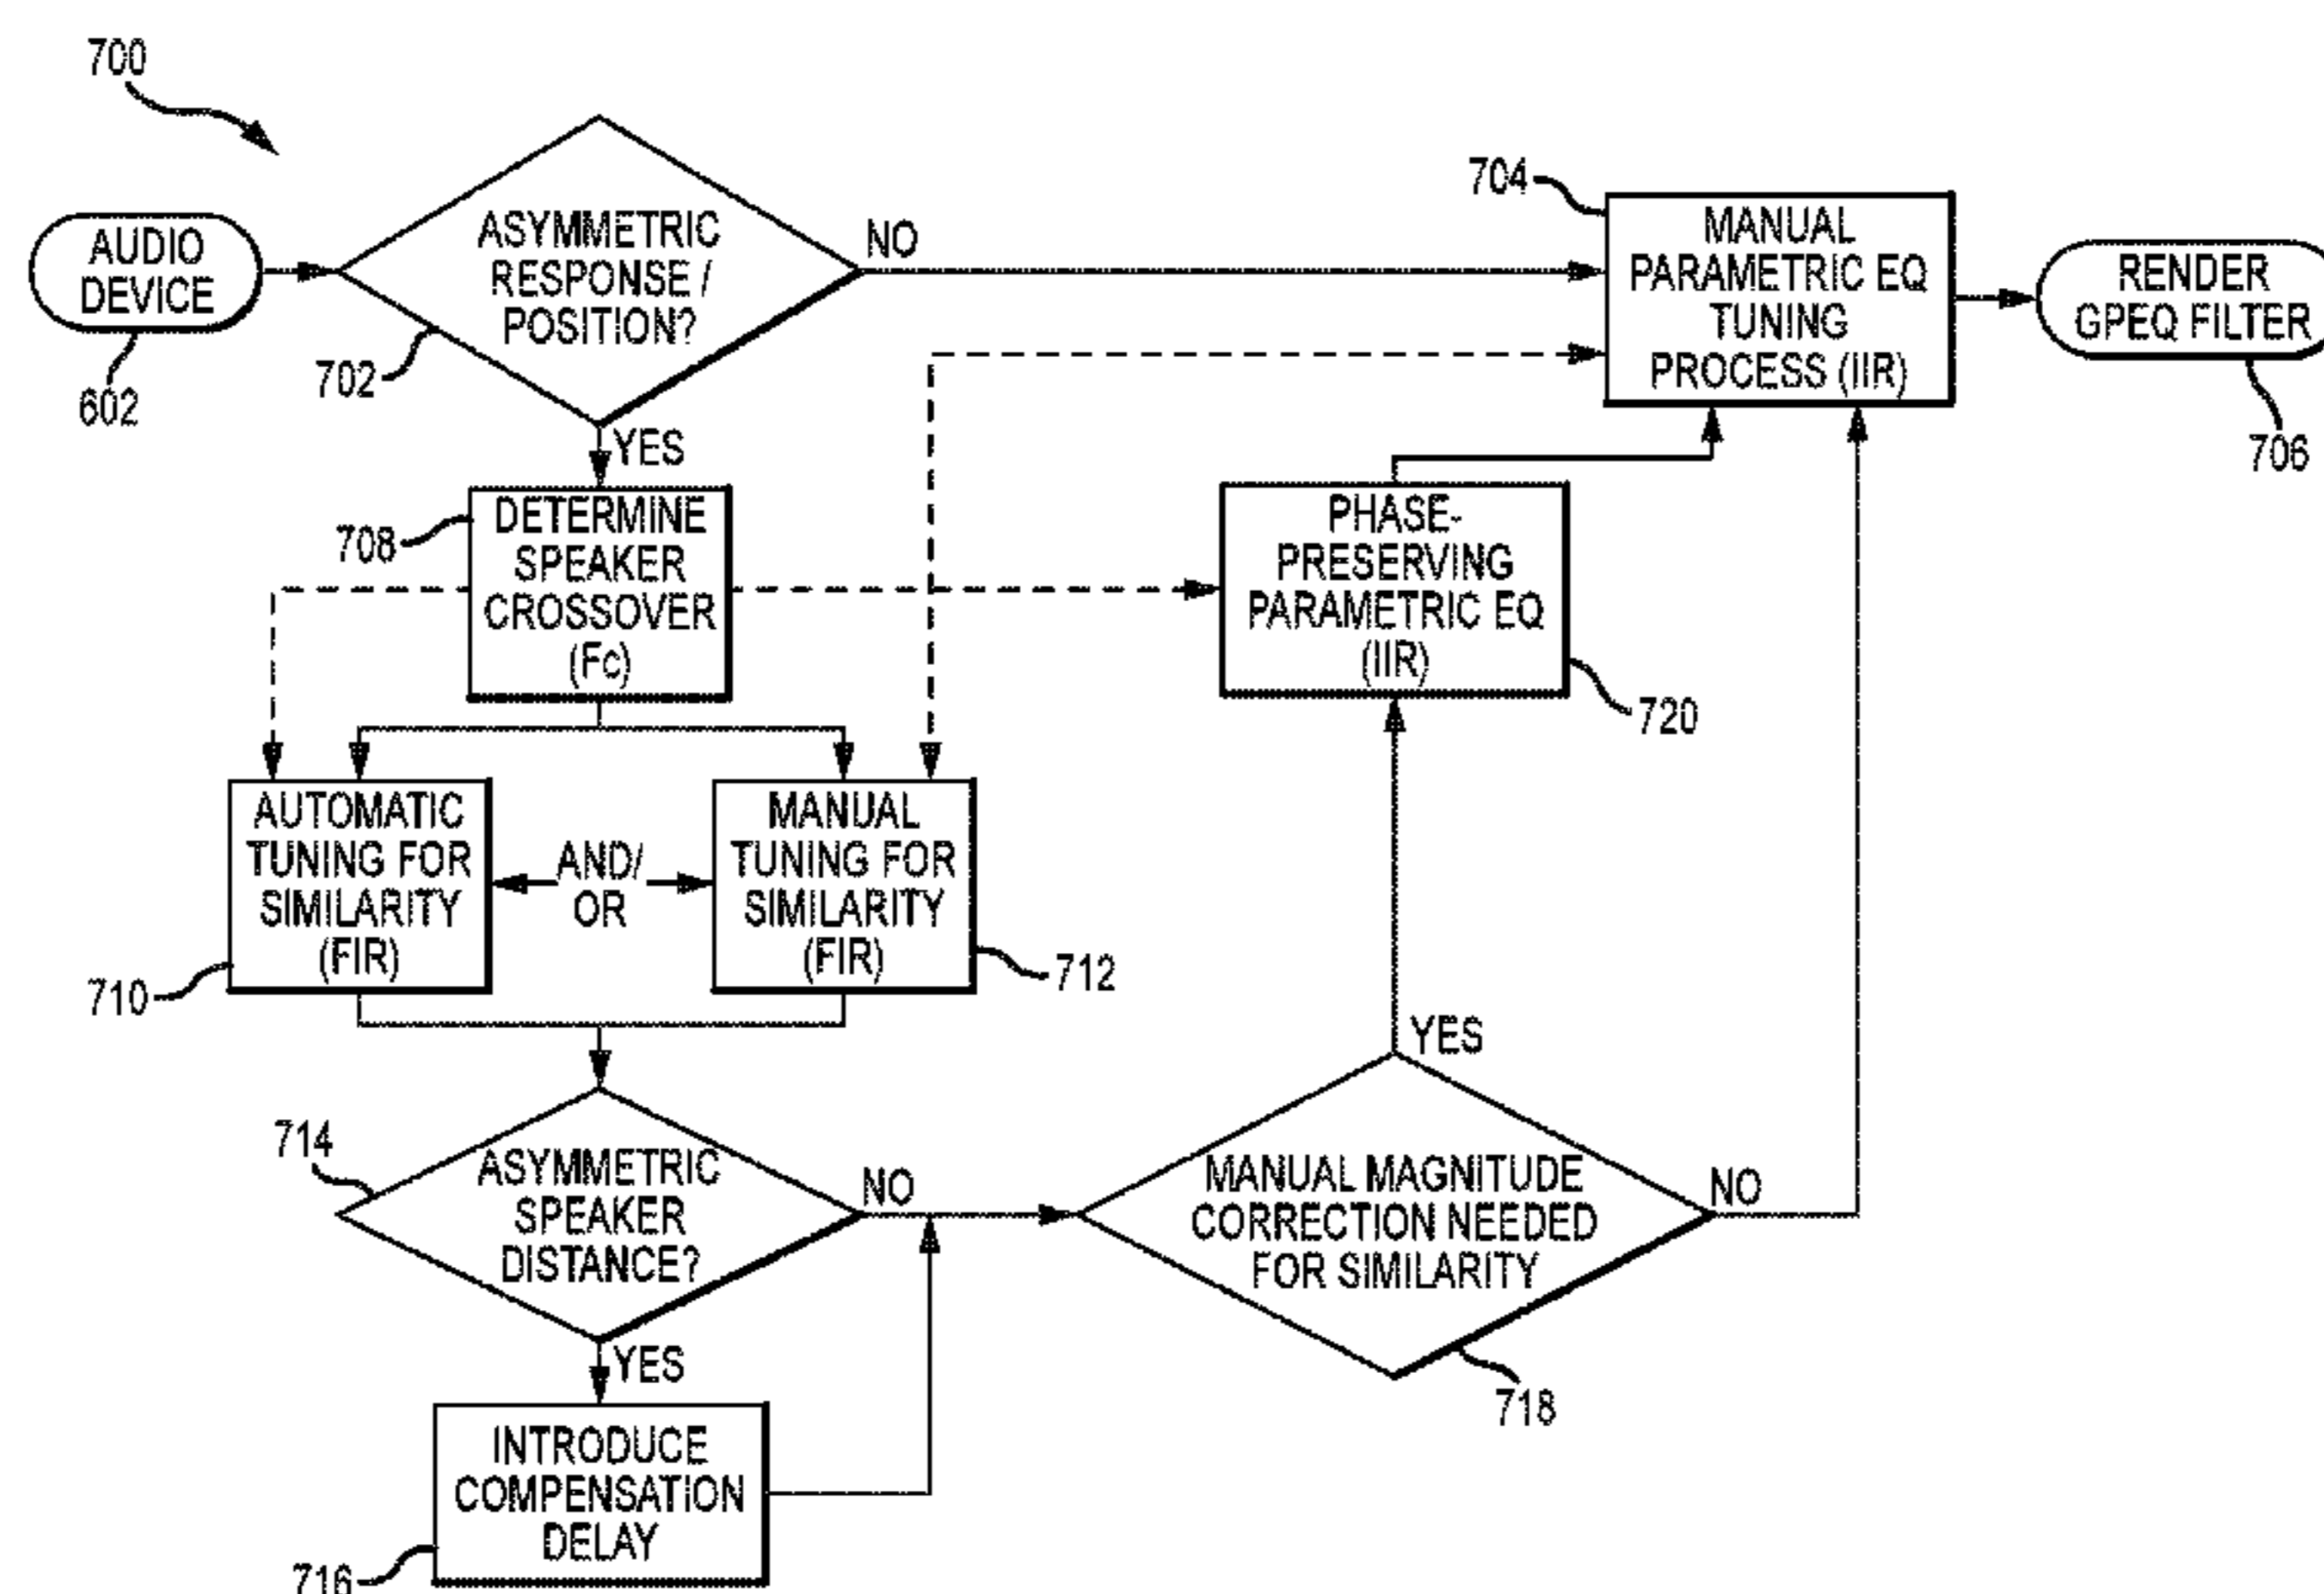 700
AUDIO
DEVICE
602
ASYMMETRIC
RESPONSE /
POSITION?
702
NO
YES
704
MANUAL
PARAMETRIC EQ
TUNING
PROCESS (IIR)
RENDER
GPEQ FILTER
706
708
DETERMINE
SPEAKER
CROSSOVER
(Fc)
PHASE-
PRESERVING
PARAMETRIC EQ
(IIR)
720
AUTOMATIC
TUNING FOR
SIMILARITY
(FIR)
710
AND/
OR
MANUAL
TUNING FOR
SIMILARITY
(FIR)
712
714
ASYMMETRIC
SPEAKER
DISTANCE?
NO
YES
YES
MANUAL MAGNITUDE
CORRECTION NEEDED
FOR SIMILARITY
NO
718
INTRODUCE
COMPENSATION
DELAY
716